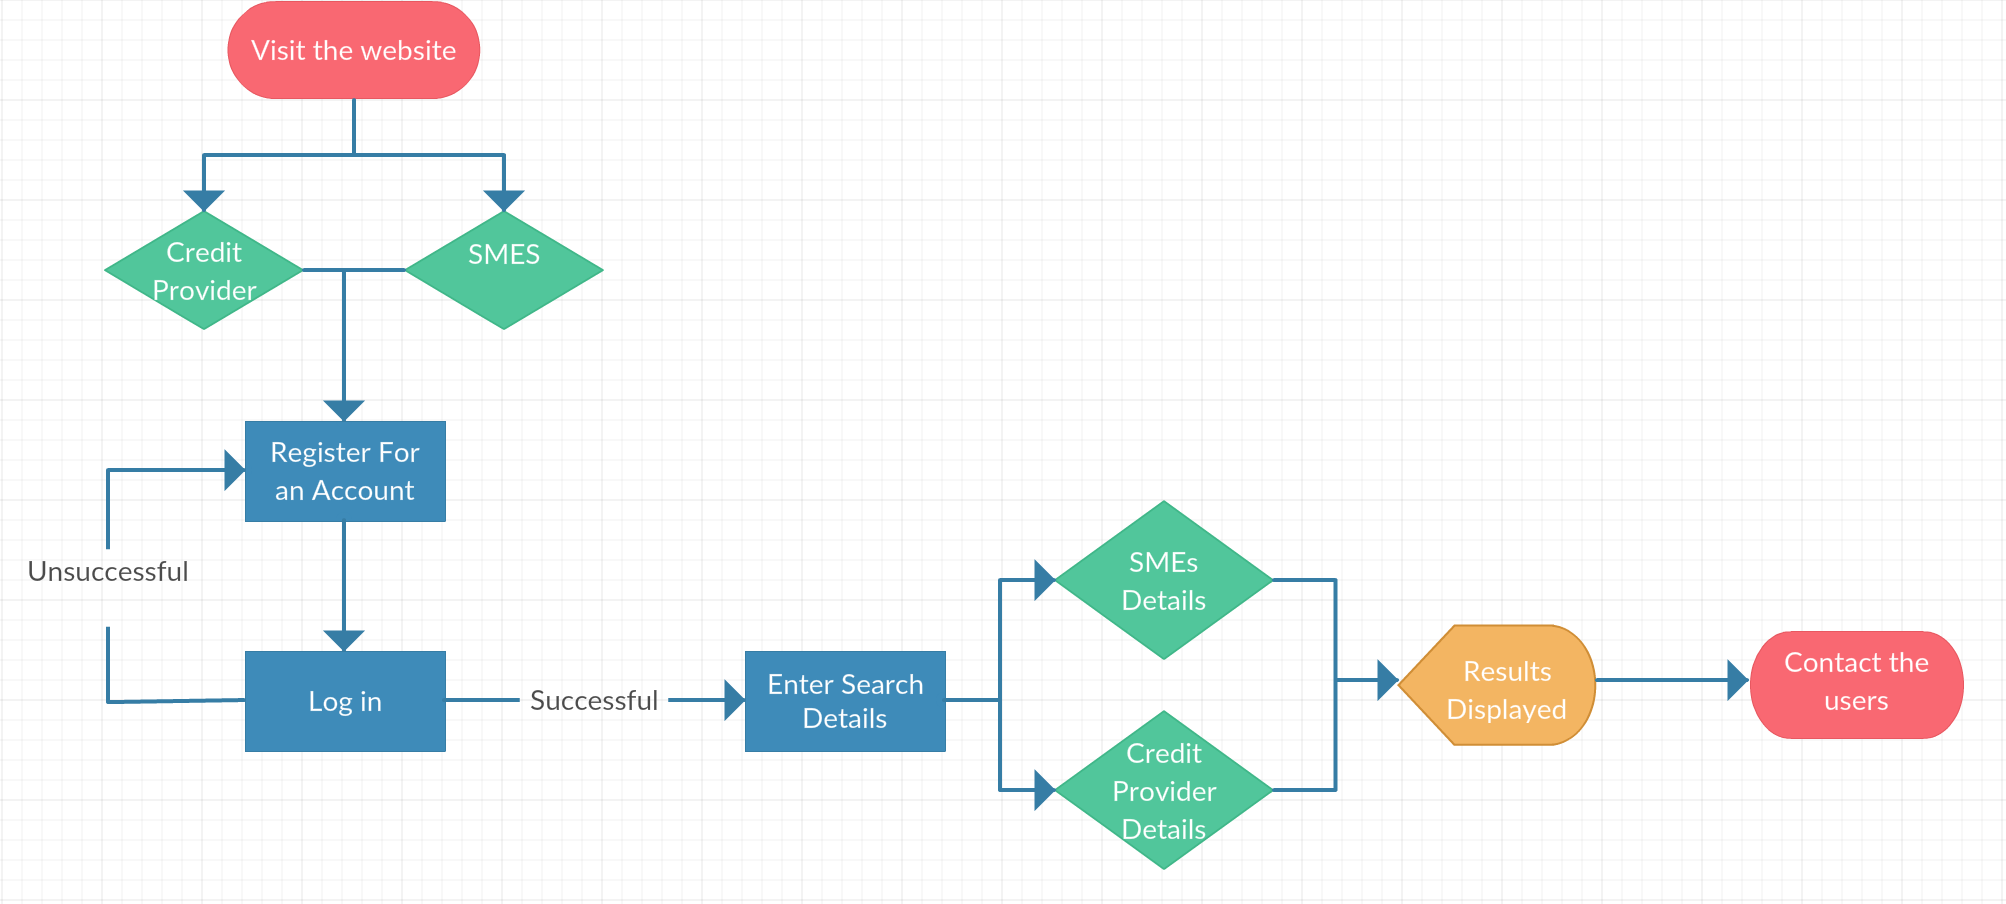 Visit the website
Credit
Provider
SMES
Register For
an Account
Unsuccessful
Log in
Successful
Enter Search
Details
SMEs
Details
Credit
Provider
Details
Results
Displayed
Contact the
users